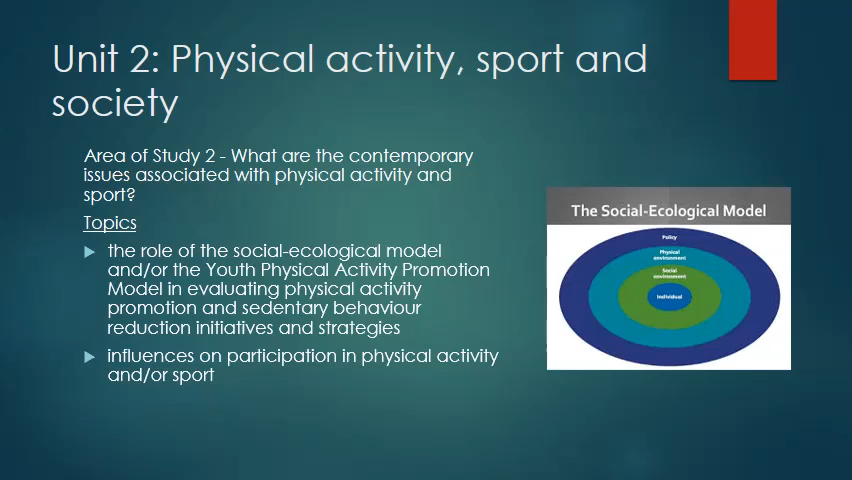 Unit 2: Physical activity, sport and
society
Area of Study 2 - What are the contemporary
issues associated with physical activity and
sport?
Topics
the role of the social-ecological model
and/or the Youth Physical Activity Promotion
Model in evaluating physical activity
promotion and sedentary behaviour
reduction initiatives and strategies
influences on participation in physical activity
and/or sport
The Social-Ecological Model
Policy
Physical
environment
Social
environment
Individual